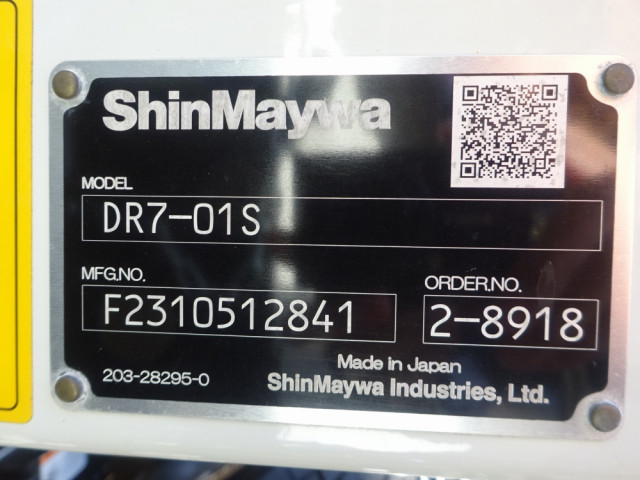 ShinMaywa
MODEL
DR7-01S
MFG.NO.
F2310512841
ORDER.NO.
2-8918
203-28295-0
Made in Japan
ShinMaywa Industries, Ltd.